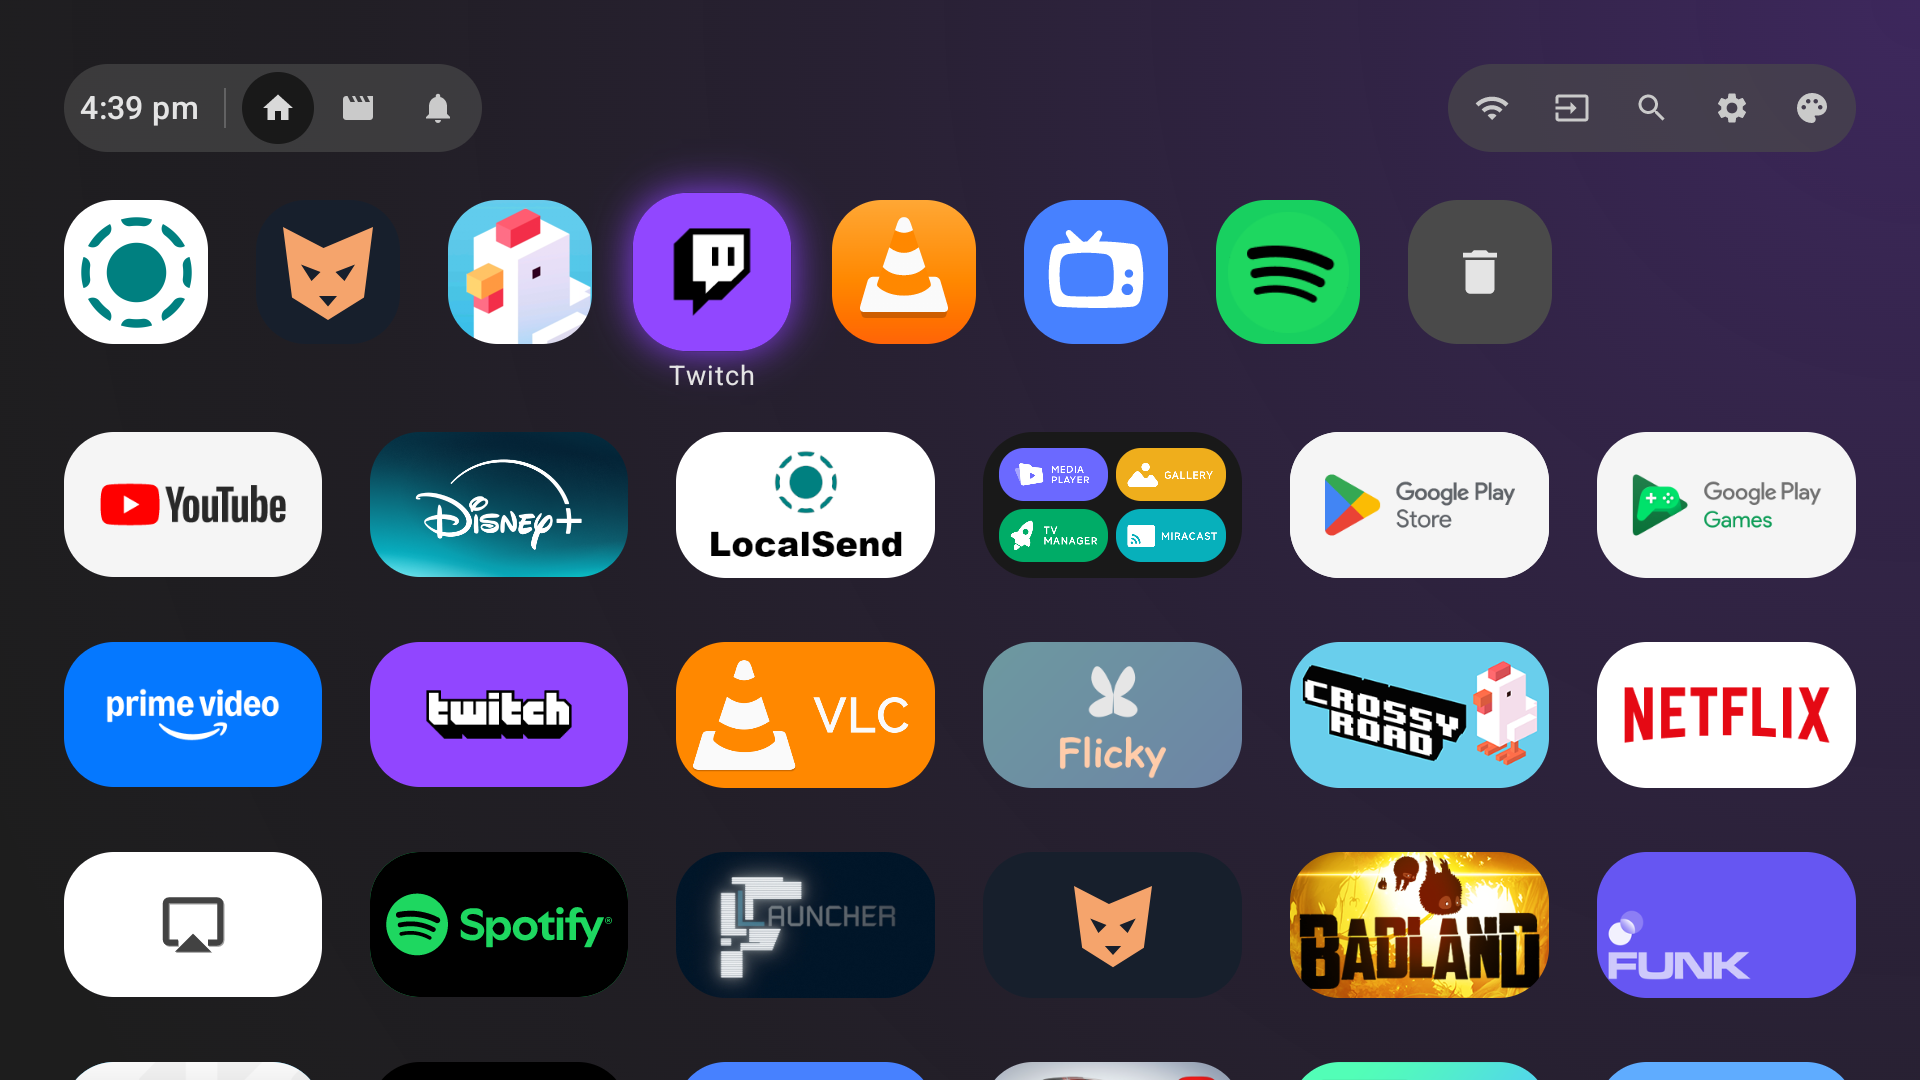 4:39 pm
Twitch
YouTube
Disney+
LocalSend
MEDIA
PLAYER
GALLERY
TV
MANAGER
MIRACAST
Google Play
Store
Google Play
Games
prime video
twitch
VLC
Flicky
CROSSY
ROAD
NETFLIX
Spotify®
LAUNCHER
BADLAND
FUNK